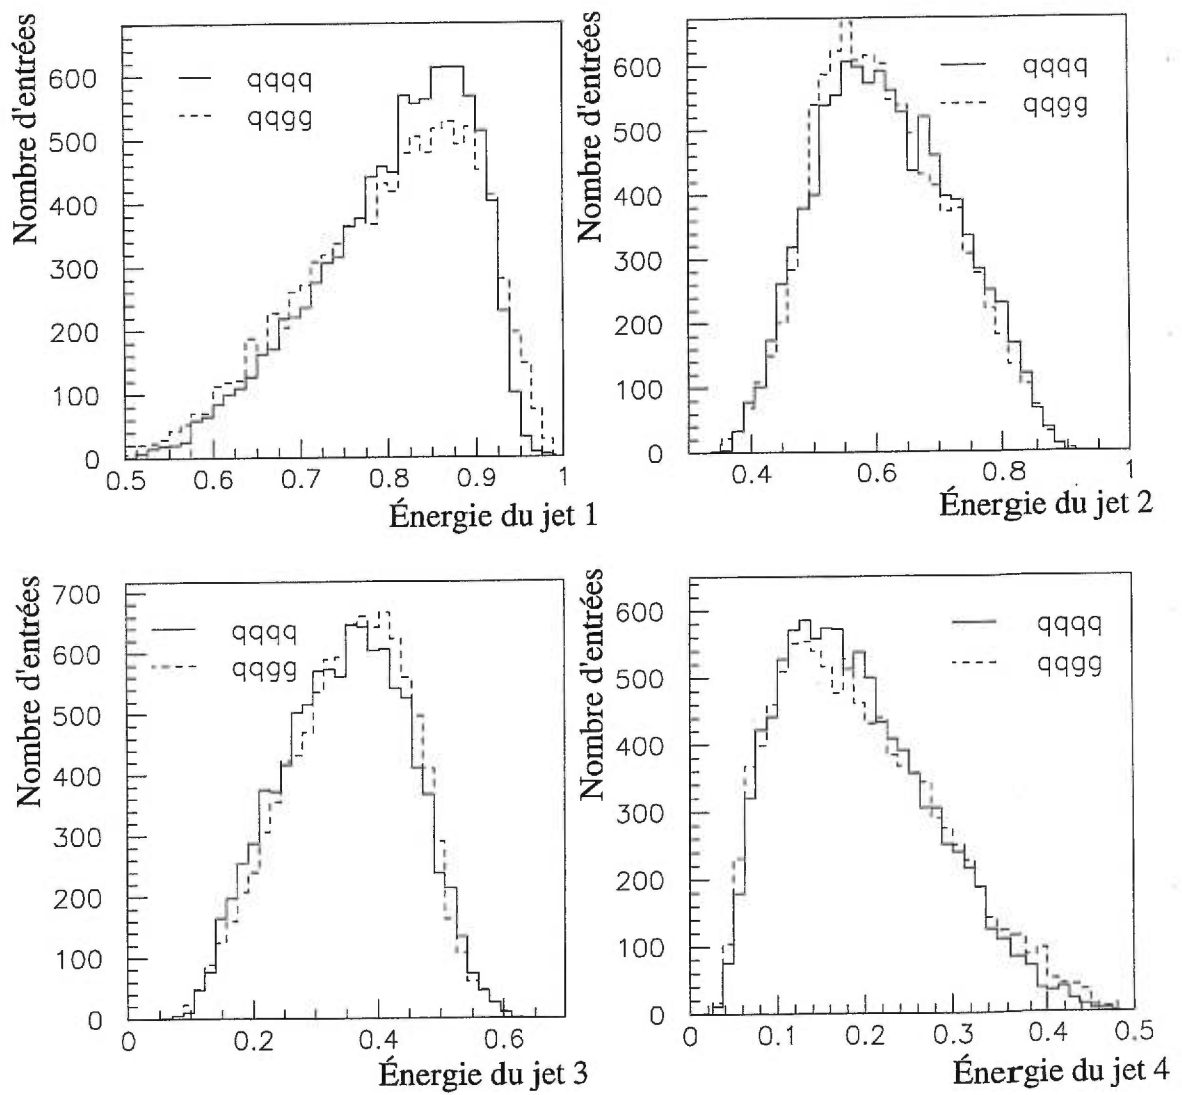 Nombre d'entrées
600
500
400
300
200
100
0
qqqq
qqgg
0.5 0.6 0.7 0.8 0.9 1
Énergie du jet 1
Nombre d'entrées
600
500
400
300
200
100
0
qqqq
qqgg
0.4 0.6 0.8 1
Énergie du jet 2
Nombre d'entrées
700
600
500
400
300
200
100
0
qqqq
qqgg
0 0.2 0.4 0.6
Énergie du jet 3
Nombre d'entrées
600
500
400
300
200
100
0
qqqq
qqgg
0 0.1 0.2 0.3 0.4 0.5
Énergie du jet 4